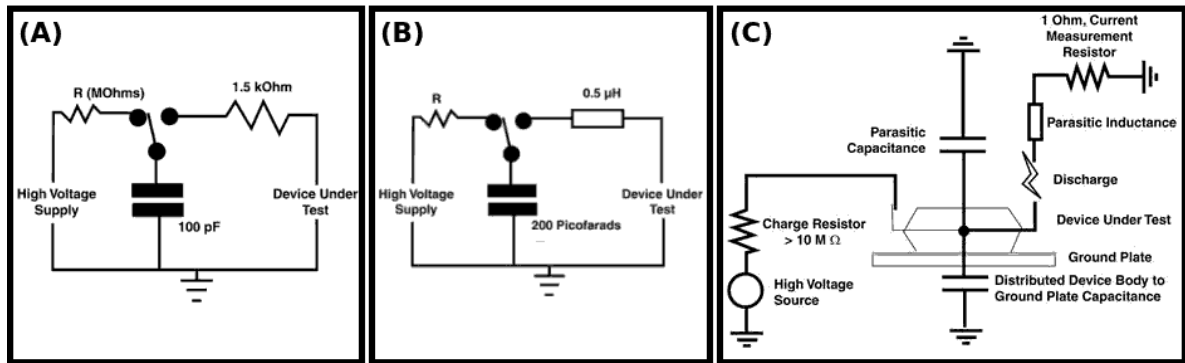 (A)
R (MOhms)
1.5 kOhm
High Voltage
Supply
Device Under
Test
100 pF
(B)
R
0.5 µH
High Voltage
Supply
Device Under
Test
200 Picofarads
(C)
1 Ohm, Current
Measurement
Resistor
Parasitic
Capacitance
Parasitic Inductance
Discharge
Device Under Test
Charge Resistor
> 10 M Ω
Ground Plate
High Voltage
Source
Distributed Device Body to
Ground Plate Capacitance